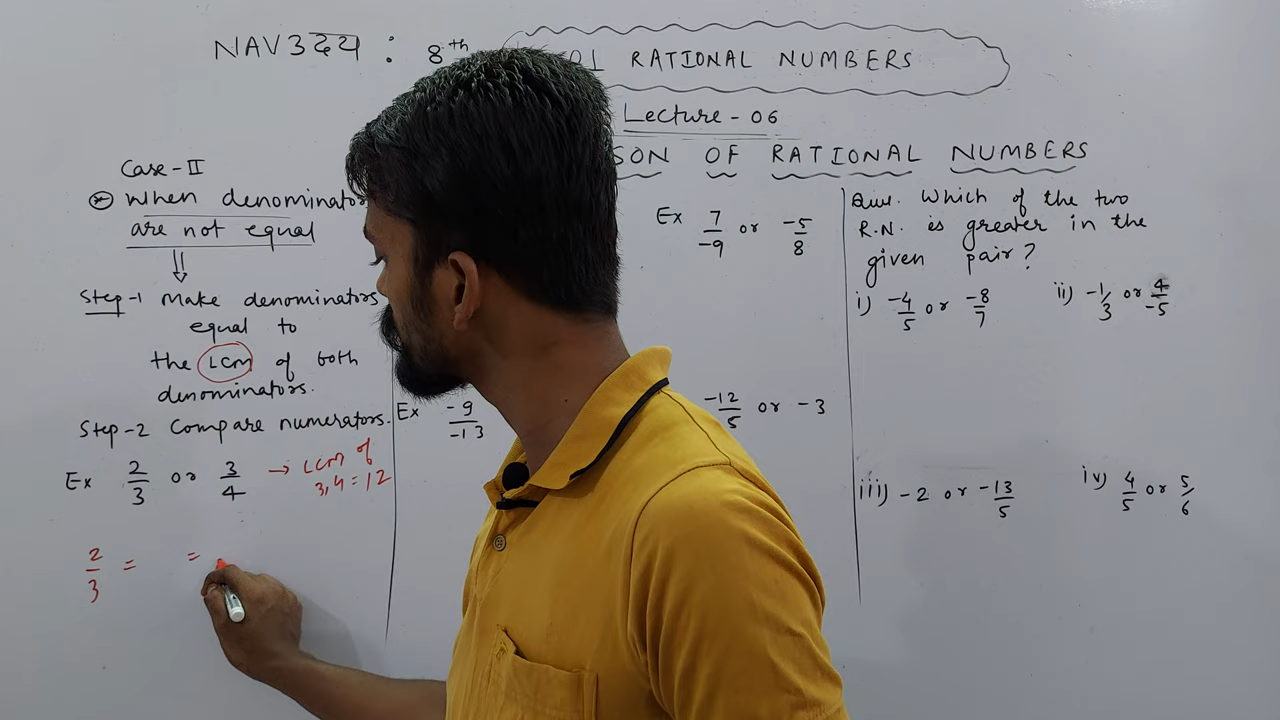 NAV3उदय : 8th 01 RATIONAL NUMBERS
Lecture - 06
SON OF RATIONAL NUMBERS
Case - II
When denominator
are not equal
Step-1 Make denominators
equal to
the LCM of both
denominators.
Step-2 Compare numerators.
Ex 2/3 or 3/4 → LCM of
3,4 = 12
2/3 = =
Ex 7/-9 or -5/8
Ex -9/-13
-12/5 or -3
Ques. Which of the two
R.N. is greater in the
given pair?
i) -4/5 or -8/7 ii) -1/3 or 4/-5
iii) -2 or -13/5 iv) 4/5 or 5/6